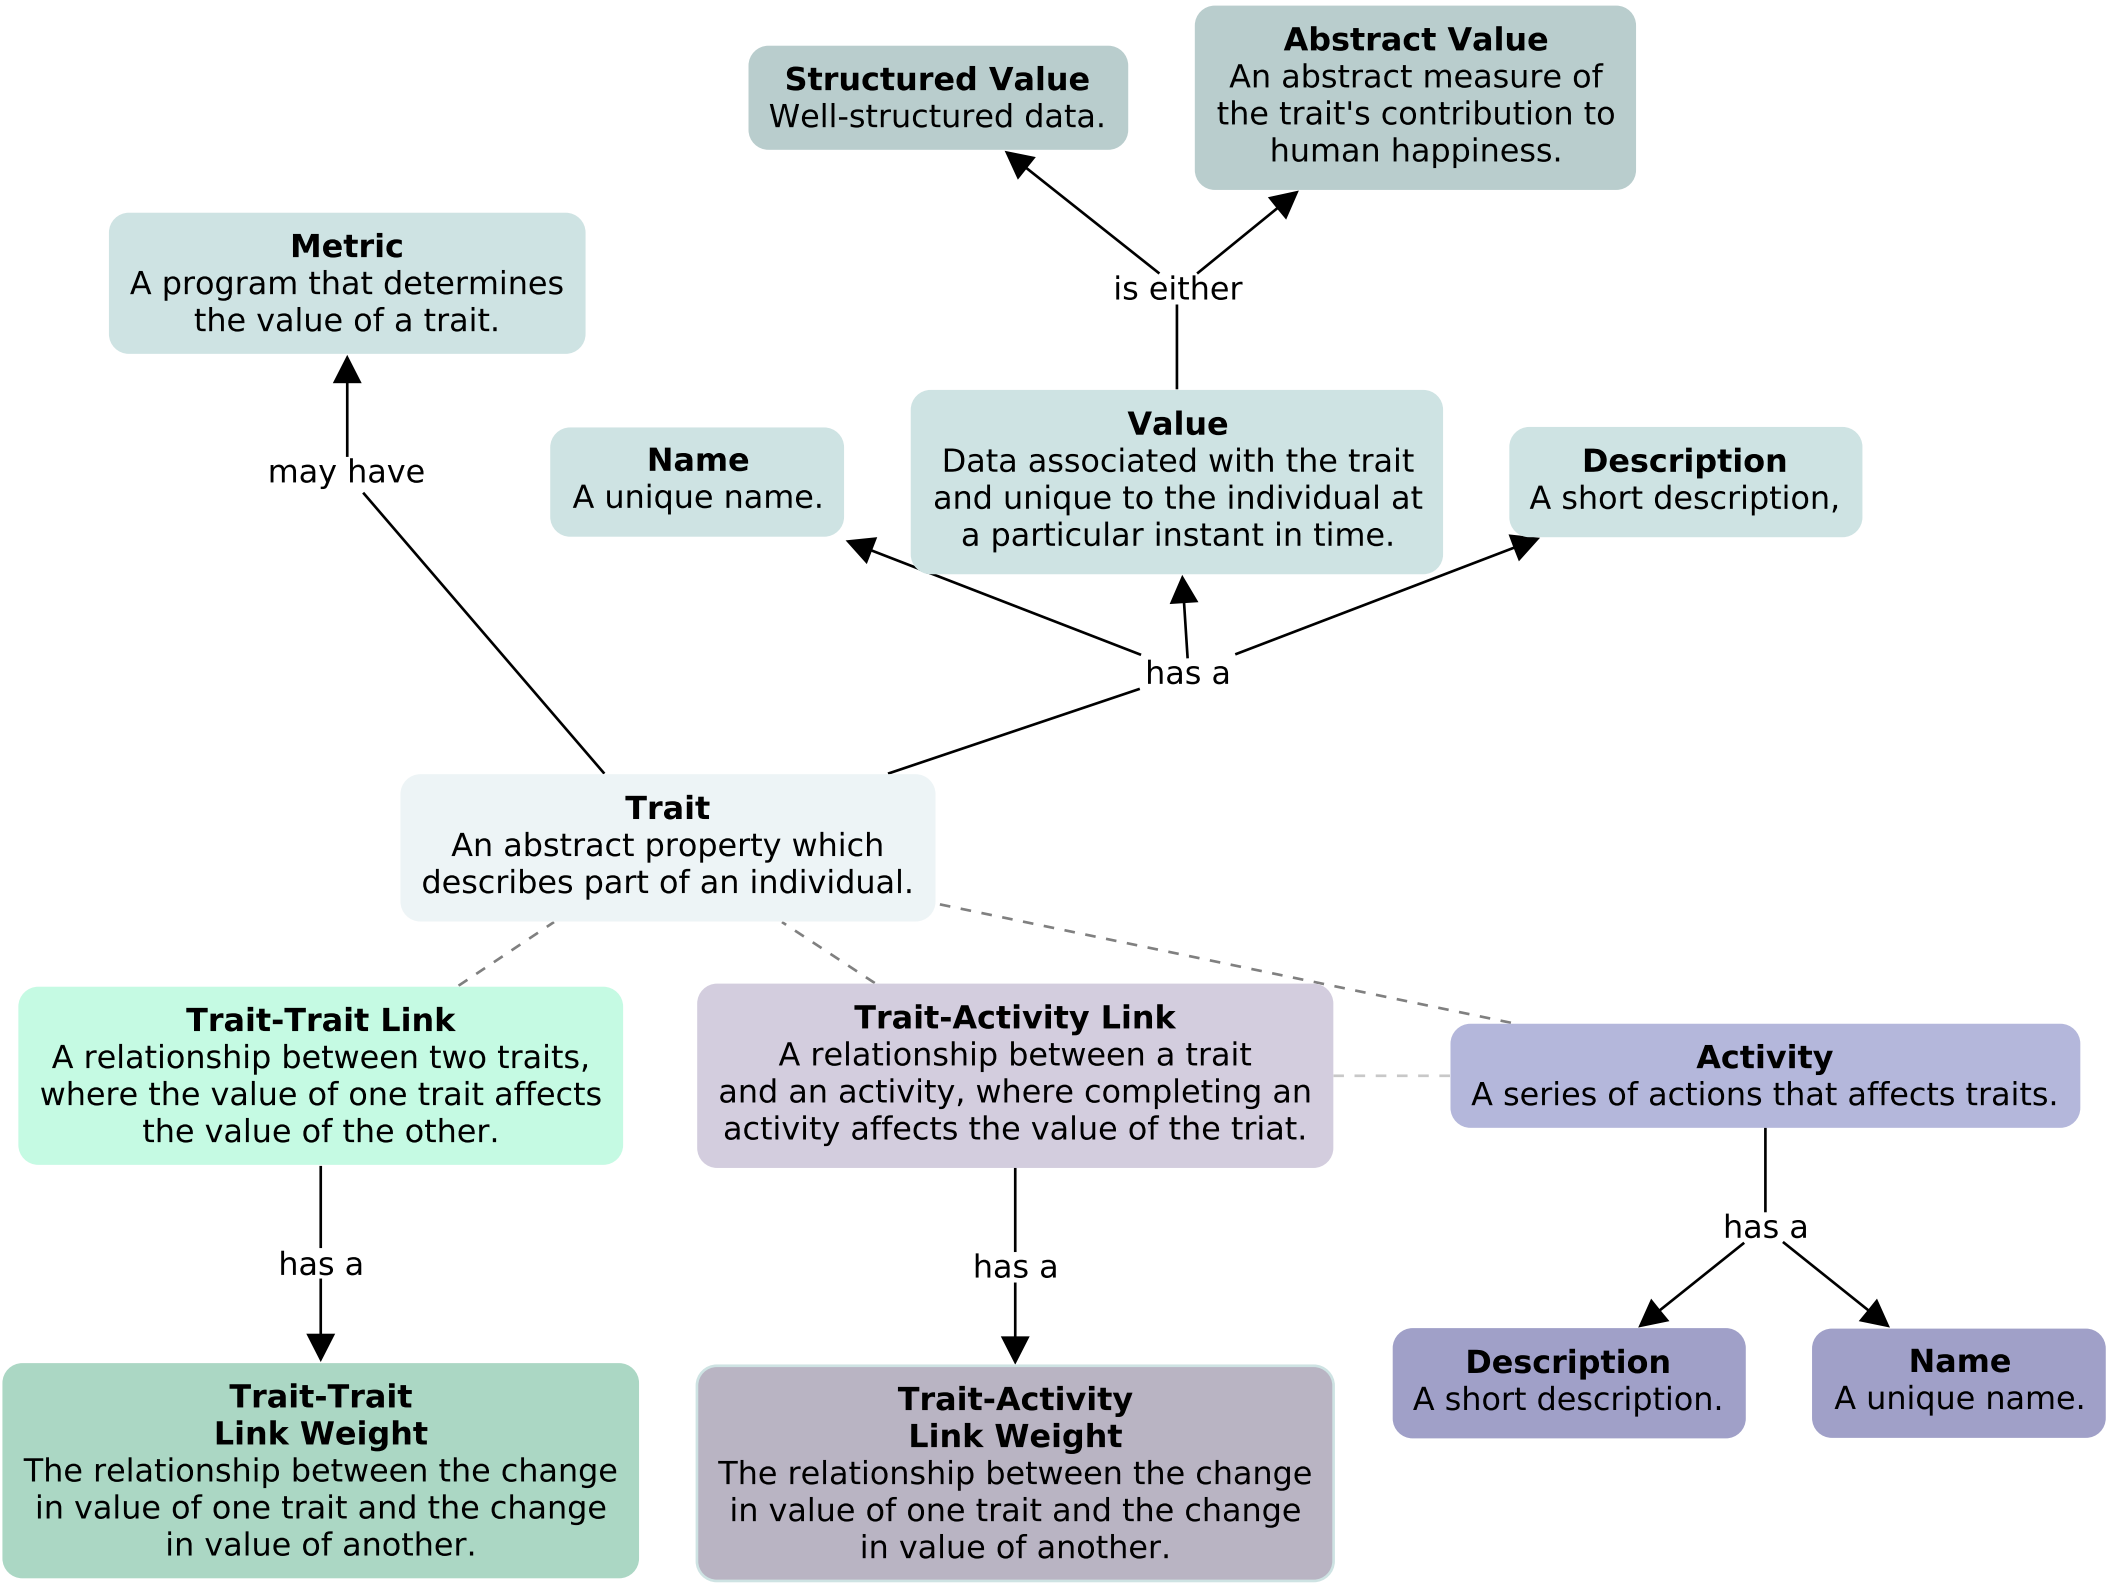 Structured Value
Well-structured data.
Abstract Value
An abstract measure of
the trait's contribution to
human happiness.
Metric
A program that determines
the value of a trait.
is either
may have
Name
A unique name.
Value
Data associated with the trait
and unique to the individual at
a particular instant in time.
Description
A short description,
has a
Trait
An abstract property which
describes part of an individual.
Trait-Trait Link
A relationship between two traits,
where the value of one trait affects
the value of the other.
Trait-Activity Link
A relationship between a trait
and an activity, where completing an
activity affects the value of the triat.
Activity
A series of actions that affects traits.
has a
has a
has a
Trait-Trait
Link Weight
The relationship between the change
in value of one trait and the change
in value of another.
Trait-Activity
Link Weight
The relationship between the change
in value of one trait and the change
in value of another.
Description
A short description.
Name
A unique name.